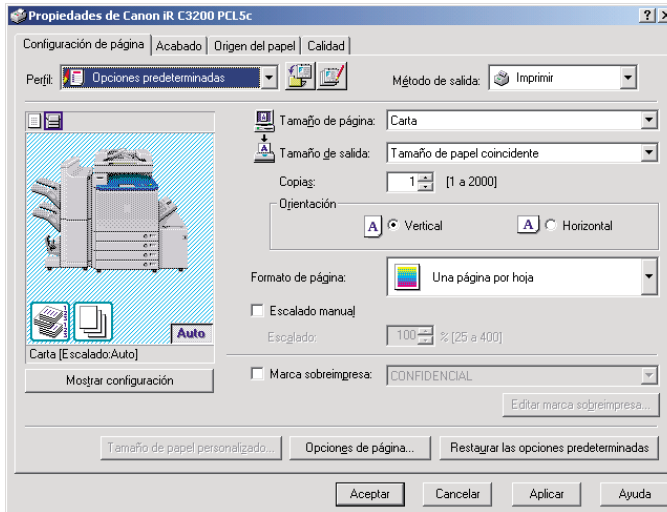 Propiedades de Canon iR C3200 PCL5c
Configuración de página Acabado Origen del papel Calidad
Perfil: Opciones predeterminadas Método de salida: Imprimir
Tamaño de página: Carta
Tamaño de salida: Tamaño de papel coincidente
Copias: 1 [1 a 2000]
Orientación
A Vertical A Horizontal
Formato de página: Una página por hoja
Escalado manual
Auto
Escalado: 100 % [25 a 400]
Carta [Escalado:Auto]
Mostrar configuración
Marca sobreimpresa: CONFIDENCIAL
Editar marca sobreimpresa...
Tamaño de papel personalizado... Opciones de página... Restaurar las opciones predeterminadas
Aceptar Cancelar Aplicar Ayuda